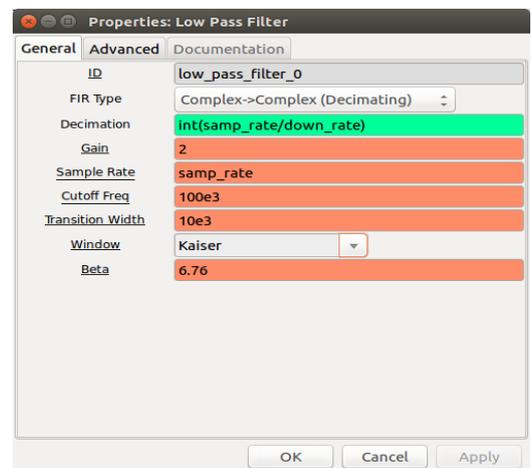 Properties: Low Pass Filter
General Advanced Documentation
ID low_pass_filter_0
FIR Type Complex->Complex (Decimating)
Decimation int(samp_rate/down_rate)
Gain 2
Sample Rate samp_rate
Cutoff Freq 100e3
Transition Width 10e3
Window Kaiser
Beta 6.76
OK Cancel Apply